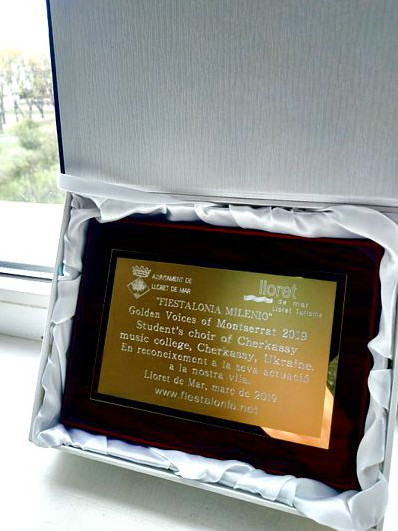 AJUNTAMENT DE
LLORET DE MAR
lloret
de mar
Lloret Turisme
"FIESTALONIA MILENIO"
Golden Voices of Montserrat 2019
Student's choir of Cherkassy
music college, Cherkassy, Ukraine.
En reconeixement a la seva actuació
a la nostra vila.
Lloret de Mar, març de 2019
www.fiestalonia.net